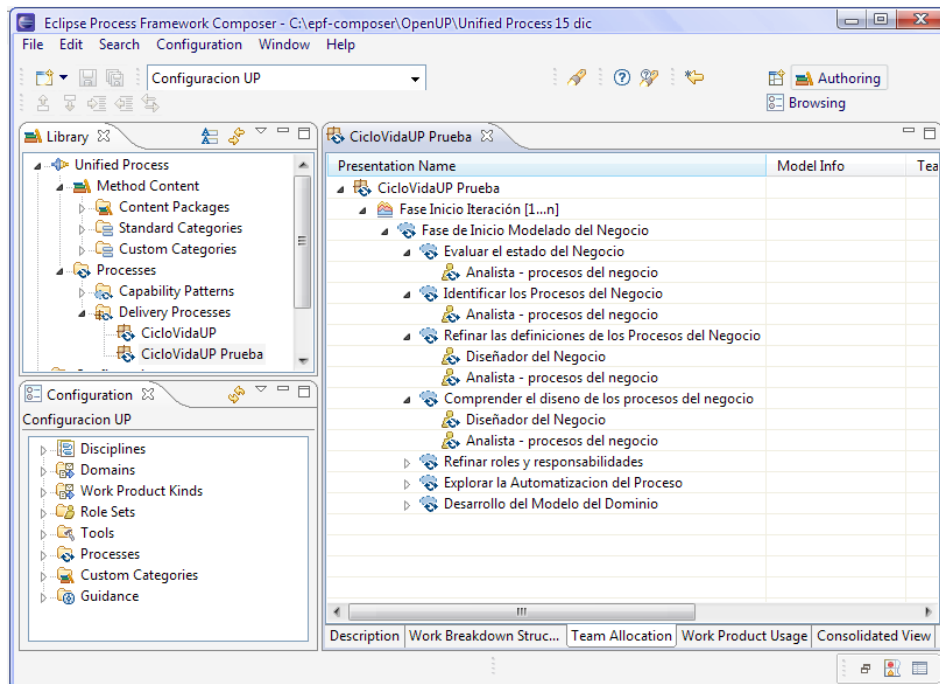 Eclipse Process Framework Composer - C:\epf-composer\OpenUP\Unified Process 15 dic
File Edit Search Configuration Window Help
Configuracion UP
Authoring
Browsing
Library
Unified Process
Method Content
Content Packages
Standard Categories
Custom Categories
Processes
Capability Patterns
Delivery Processes
CicloVidaUP
CicloVidaUP Prueba
Configuration
Configuracion UP
Disciplines
Domains
Work Product Kinds
Role Sets
Tools
Processes
Custom Categories
Guidance
CicloVidaUP Prueba
Presentation Name Model Info Tea
CicloVidaUP Prueba
Fase Inicio Iteración [1...n]
Fase de Inicio Modelado del Negocio
Evaluar el estado del Negocio
Analista - procesos del negocio
Identificar los Procesos del Negocio
Analista - procesos del negocio
Refinar las definiciones de los Procesos del Negocio
Diseñador del Negocio
Analista - procesos del negocio
Comprender el diseno de los procesos del negocio
Diseñador del Negocio
Analista - procesos del negocio
Refinar roles y responsabilidades
Explorar la Automatizacion del Proceso
Desarrollo del Modelo del Dominio
Description Work Breakdown Struc... Team Allocation Work Product Usage Consolidated View